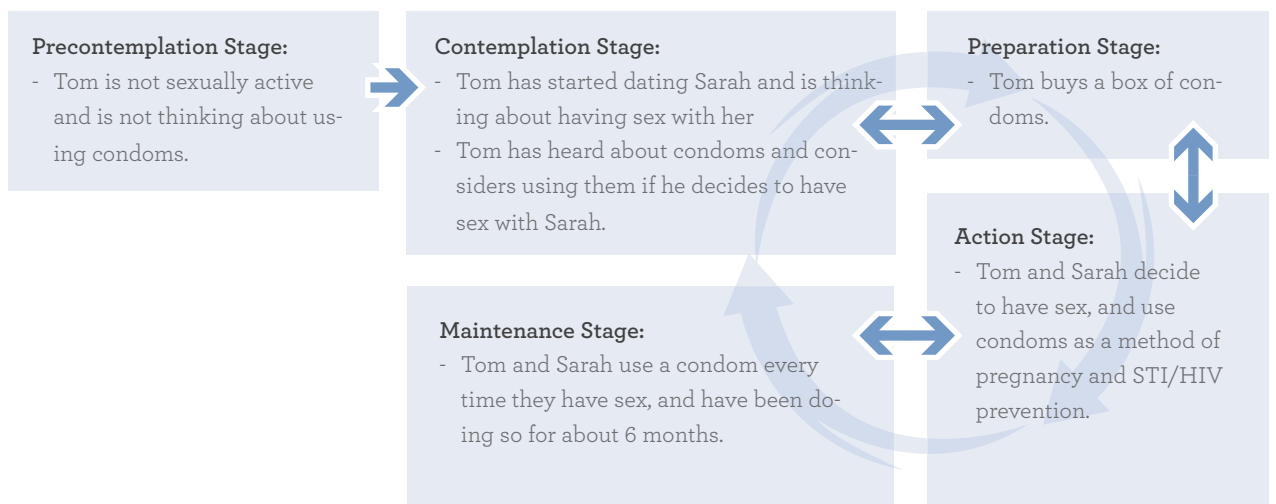 Precontemplation Stage:
- Tom is not sexually active
and is not thinking about us-
ing condoms.
Contemplation Stage:
- Tom has started dating Sarah and is think-
ing about having sex with her
- Tom has heard about condoms and con-
siders using them if he decides to have
sex with Sarah.
Preparation Stage:
- Tom buys a box of con-
doms.
Action Stage:
- Tom and Sarah decide
to have sex, and use
condoms as a method of
pregnancy and STI/HIV
prevention.
Maintenance Stage:
- Tom and Sarah use a condom every
time they have sex, and have been do-
ing so for about 6 months.